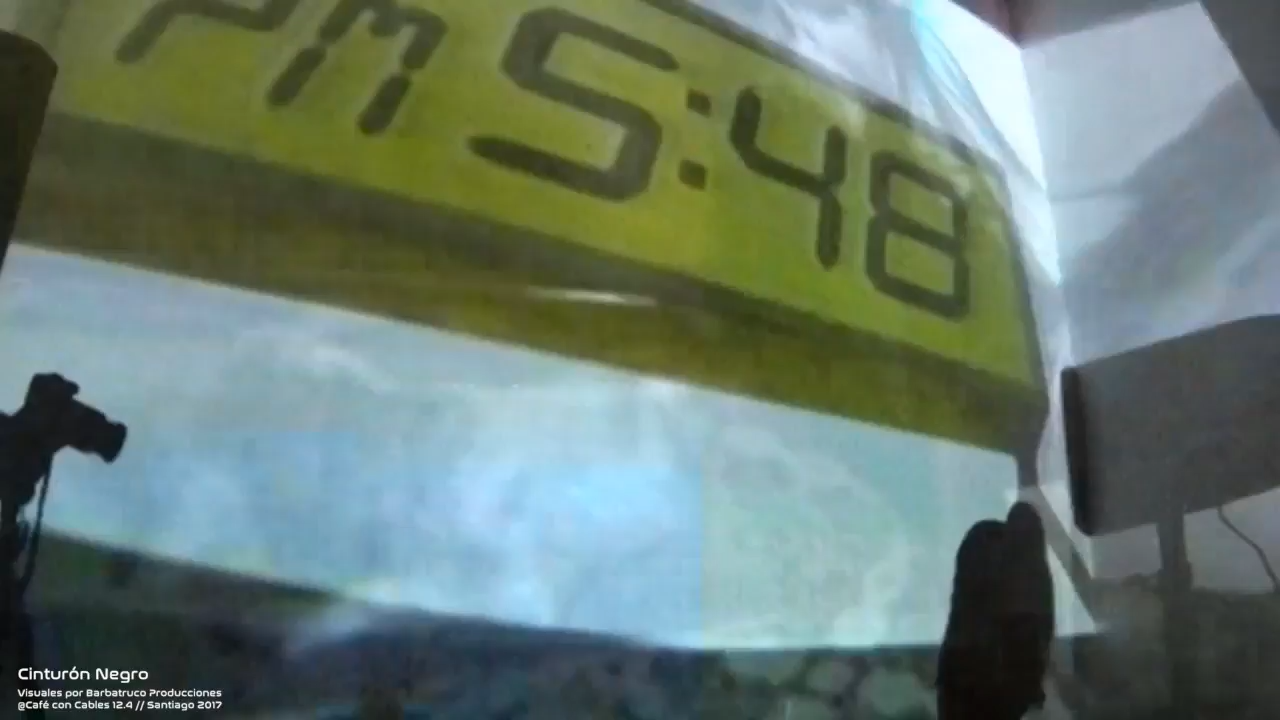 PM 5:48
Cinturón Negro
Visuales por Barbatruco Producciones
@Café con Cables 12.4 // Santiago 2017